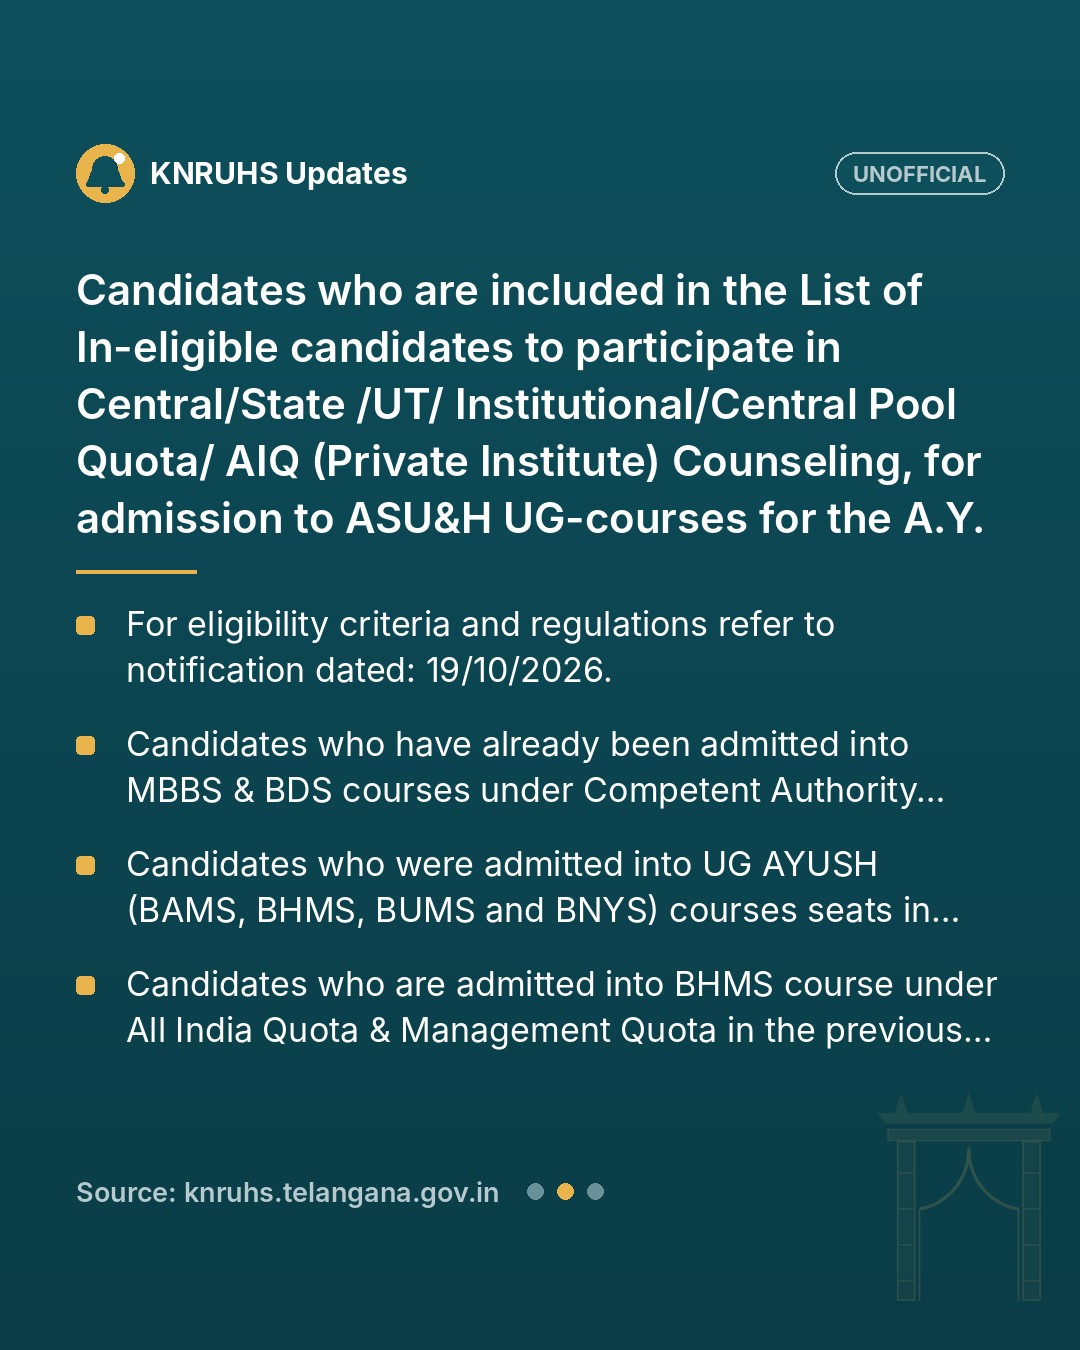 KNRUHS Updates
UNOFFICIAL
Candidates who are included in the List of
In-eligible candidates to participate in
Central/State /UT/ Institutional/Central Pool
Quota/ AIQ (Private Institute) Counseling, for
admission to ASU&H UG-courses for the A.Y.
For eligibility criteria and regulations refer to
notification dated: 19/10/2026.
Candidates who have already been admitted into
MBBS & BDS courses under Competent Authority...
Candidates who were admitted into UG AYUSH
(BAMS, BHMS, BUMS and BNYS) courses seats in...
Candidates who are admitted into BHMS course under
All India Quota & Management Quota in the previous...
Source: knruhs.telangana.gov.in